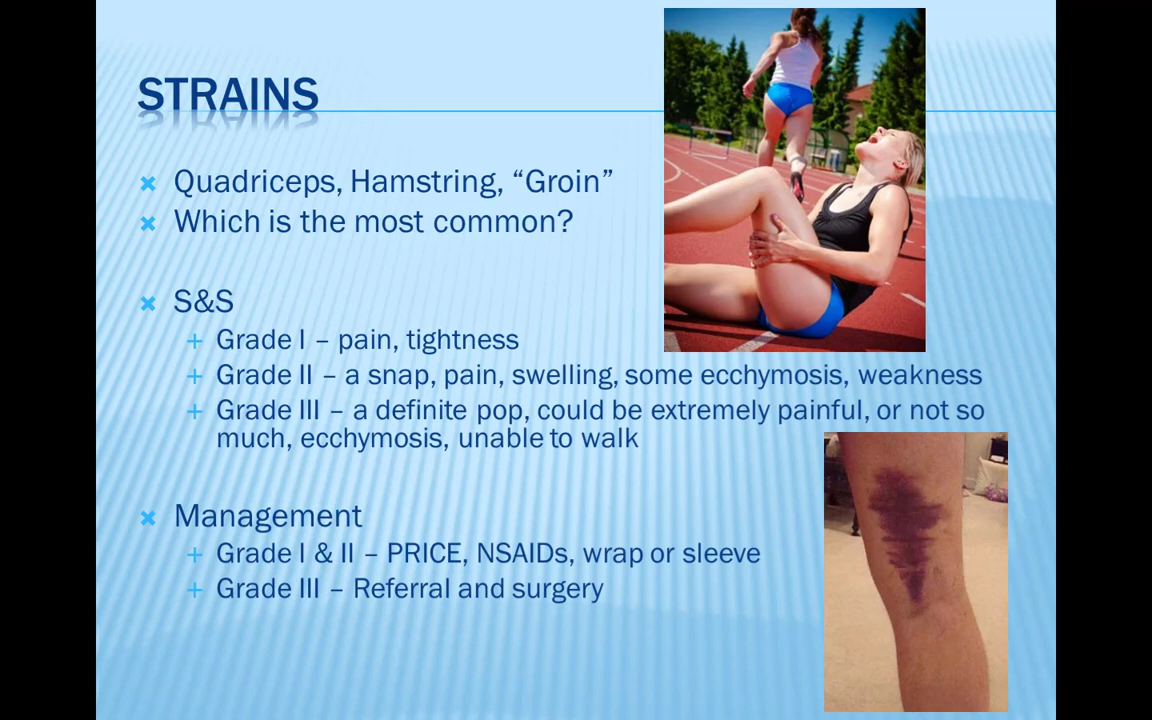 STRAINS
Quadriceps, Hamstring, “Groin”
Which is the most common?
S&S
Grade I – pain, tightness
Grade II – a snap, pain, swelling, some ecchymosis, weakness
Grade III – a definite pop, could be extremely painful, or not so
much, ecchymosis, unable to walk
Management
Grade I & II – PRICE, NSAIDs, wrap or sleeve
Grade III – Referral and surgery